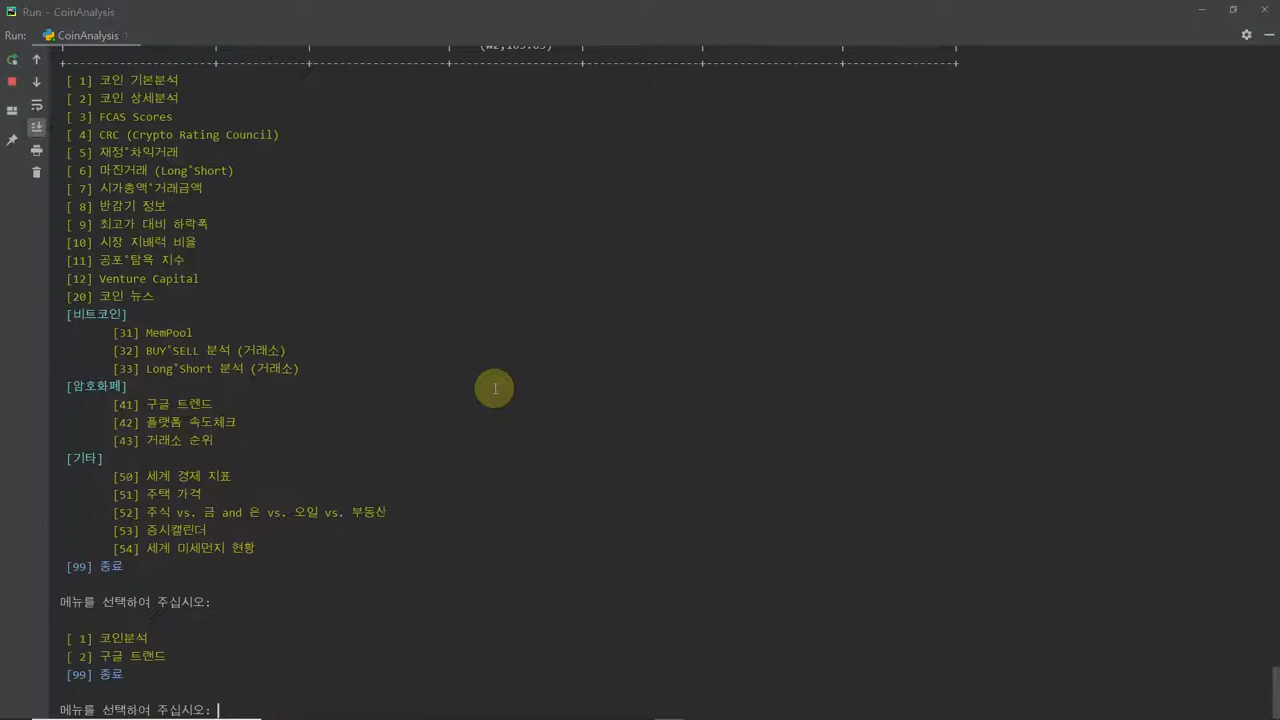 Run - CoinAnalysis
Run: CoinAnalysis
[ 1] 코인 기본분석
[ 2] 코인 상세분석
[ 3] FCAS Scores
[ 4] CRC (Crypto Rating Council)
[ 5] 재정°차익거래
[ 6] 마진거래 (Long°Short)
[ 7] 시가총액°거래금액
[ 8] 반감기 정보
[ 9] 최고가 대비 하락폭
[10] 시장 지배력 비율
[11] 공포°탐욕 지수
[12] Venture Capital
[20] 코인 뉴스
[비트코인]
[31] MemPool
[32] BUY°SELL 분석 (거래소)
[33] Long°Short 분석 (거래소)
[암호화폐]
[41] 구글 트렌드
[42] 플랫폼 속도체크
[43] 거래소 순위
[기타]
[50] 세계 경제 지표
[51] 주택 가격
[52] 주식 vs. 금 and 은 vs. 오일 vs. 부동산
[53] 증시캘린더
[54] 세계 미세먼지 현황
[99] 종료
메뉴를 선택하여 주십시오:
[ 1] 코인분석
[ 2] 구글 트랜드
[99] 종료
메뉴를 선택하여 주십시오: